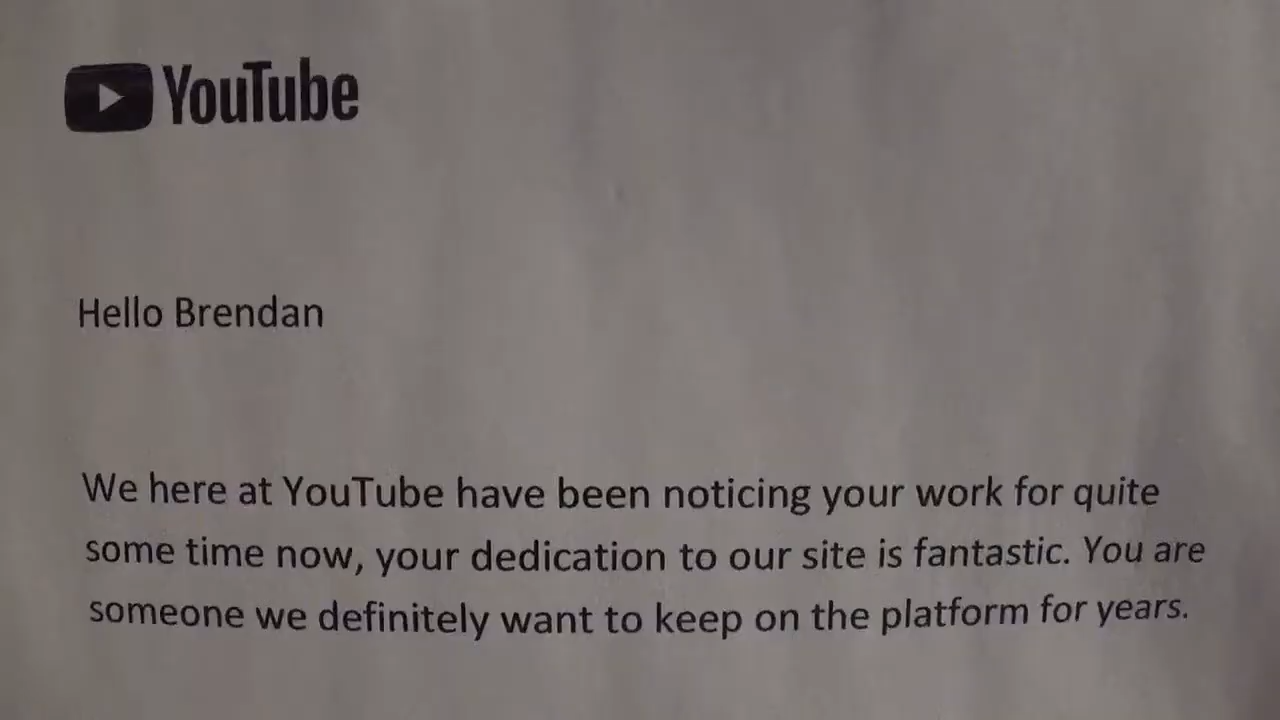 YouTube
Hello Brendan
We here at YouTube have been noticing your work for quite
some time now, your dedication to our site is fantastic. You are
someone we definitely want to keep on the platform for years.